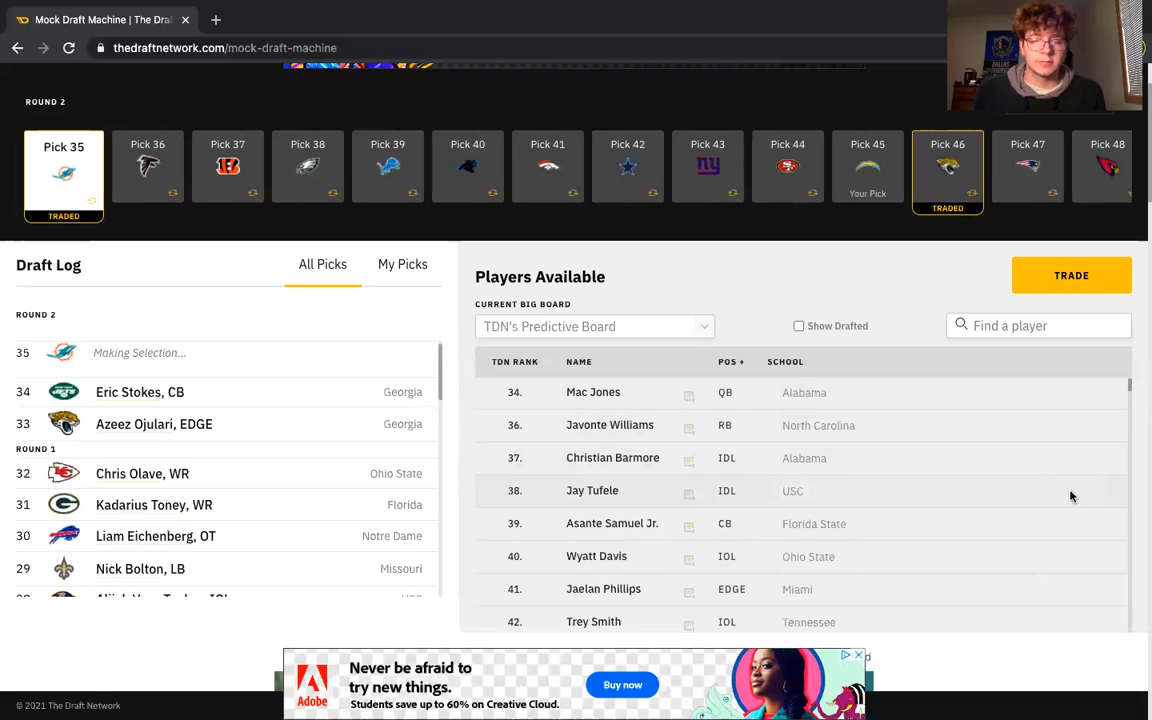 Mock Draft Machine | The Dra
thedraftnetwork.com/mock-draft-machine
ROUND 2
Pick 35
Pick 36
Pick 37
Pick 38
Pick 39
Pick 40
Pick 41
Pick 42
Pick 43
Pick 44
Pick 45
Pick 46
Pick 47
Pick 48
Your Pick
TRADED
TRADED
Draft Log
All Picks
My Picks
ROUND 2
35 Making Selection...
34 Eric Stokes, CB Georgia
33 Azeez Ojulari, EDGE Georgia
ROUND 1
32 Chris Olave, WR Ohio State
31 Kadarius Toney, WR Florida
30 Liam Eichenberg, OT Notre Dame
29 Nick Bolton, LB Missouri
Players Available
TRADE
CURRENT BIG BOARD
TDN's Predictive Board
Show Drafted
Find a player
TDN RANK NAME POS + SCHOOL
34. Mac Jones QB Alabama
36. Javonte Williams RB North Carolina
37. Christian Barmore IDL Alabama
38. Jay Tufele IDL USC
39. Asante Samuel Jr. CB Florida State
40. Wyatt Davis IOL Ohio State
41. Jaelan Phillips EDGE Miami
42. Trey Smith IOL Tennessee
Adobe
Never be afraid to
try new things.
Students save up to 60% on Creative Cloud.
Buy now
© 2021 The Draft Network